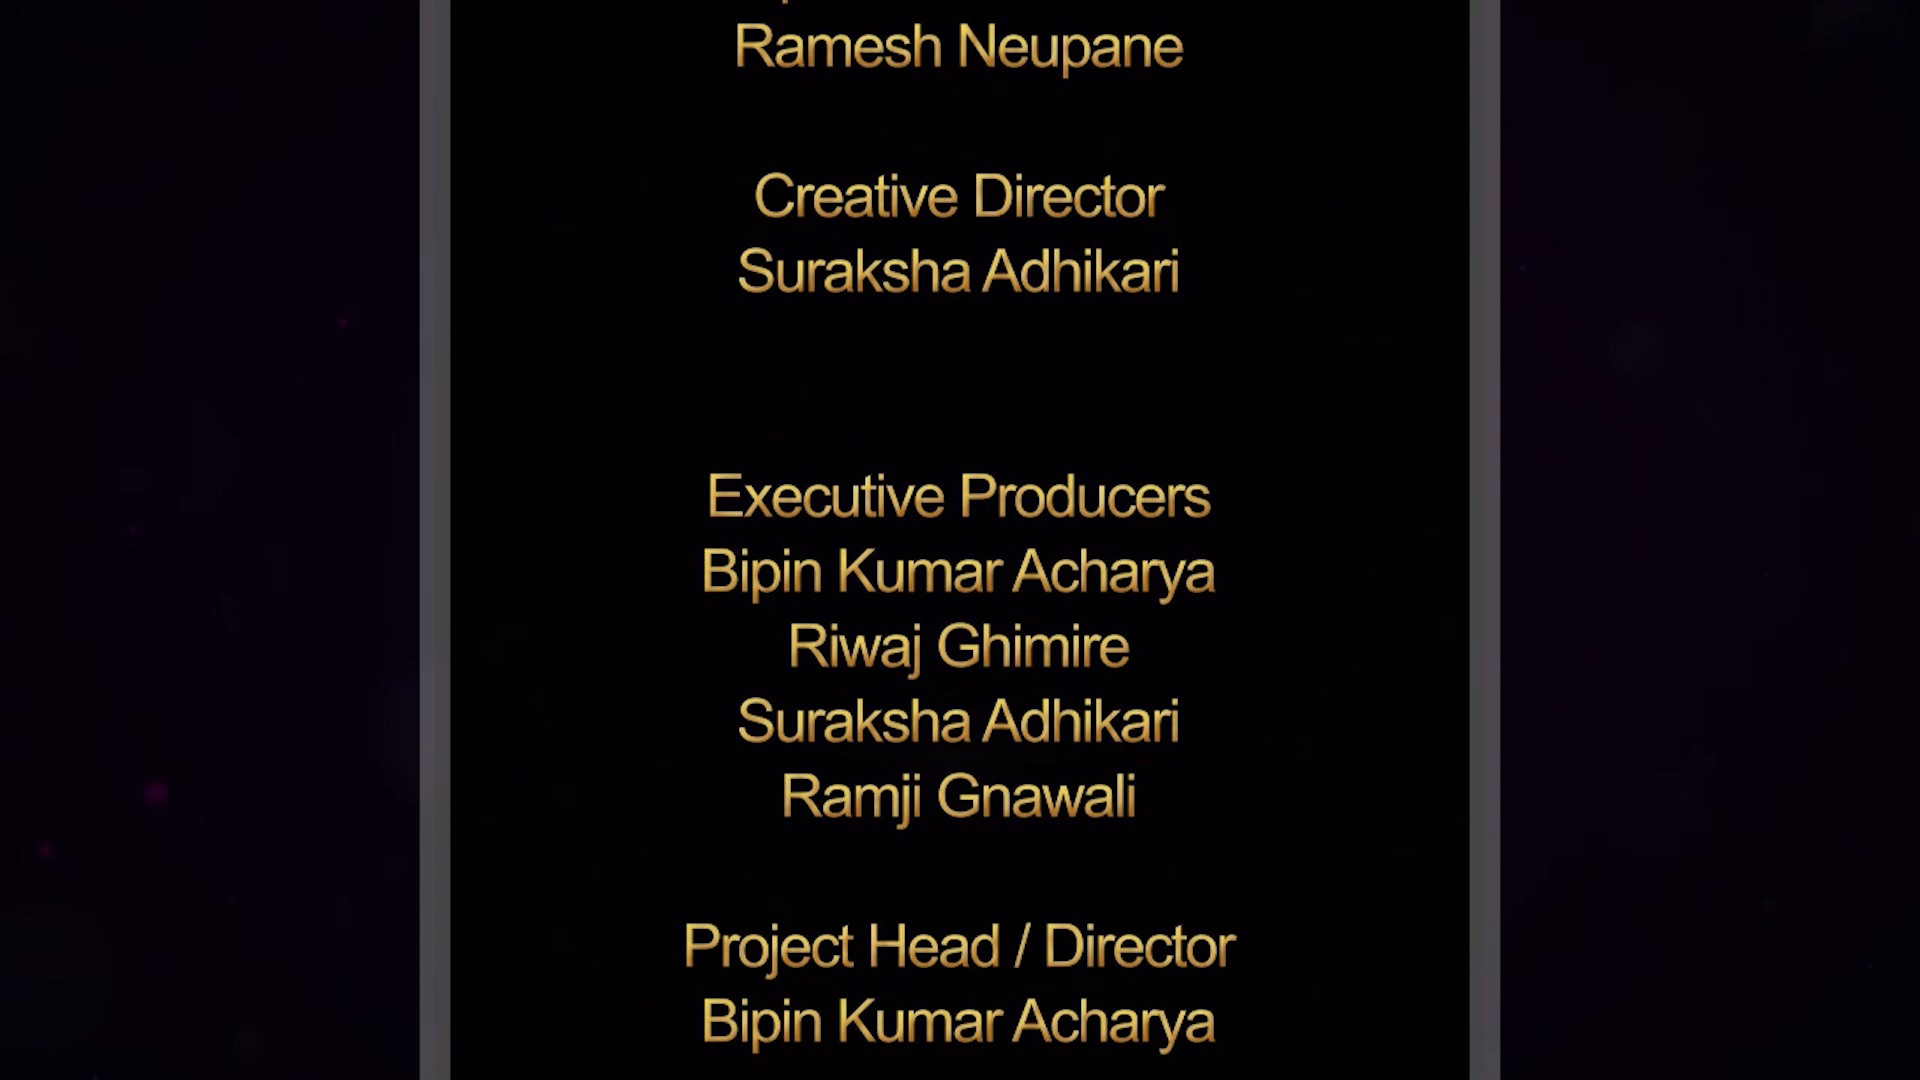 Ramesh Neupane
Creative Director
Suraksha Adhikari
Executive Producers
Bipin Kumar Acharya
Riwaj Ghimire
Suraksha Adhikari
Ramji Gnawali
Project Head / Director
Bipin Kumar Acharya